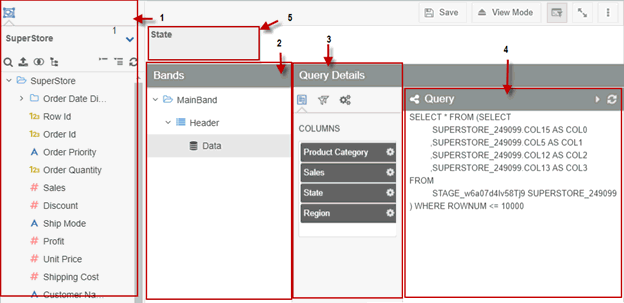 1
5
State
Save
View Mode
SuperStore
1
2
3
4
Bands
Query Details
Query
SuperStore
Order Date Di...
123 Row Id
123 Order Id
A Order Priority
123 Order Quantity
# Sales
# Discount
A Ship Mode
# Profit
# Unit Price
# Shipping Cost
A Customer Na...
MainBand
Header
Data
COLUMNS
Product Category
Sales
State
Region
SELECT * FROM (SELECT
SUPERSTORE_249099.COL15 AS COL0
,SUPERSTORE_249099.COL5 AS COL1
,SUPERSTORE_249099.COL12 AS COL2
,SUPERSTORE_249099.COL13 AS COL3
FROM
STAGE_w6a07d4lv58Tj9 SUPERSTORE_249099
) WHERE ROWNUM <= 10000